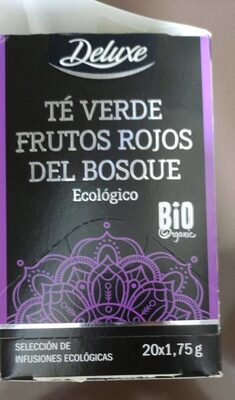 Deluxe
TÉ VERDE
FRUTOS ROJOS
DEL BOSQUE
Ecológico
BiO
Organic
SELECCIÓN DE
INFUSIONES ECOLÓGICAS
20x1,75 g